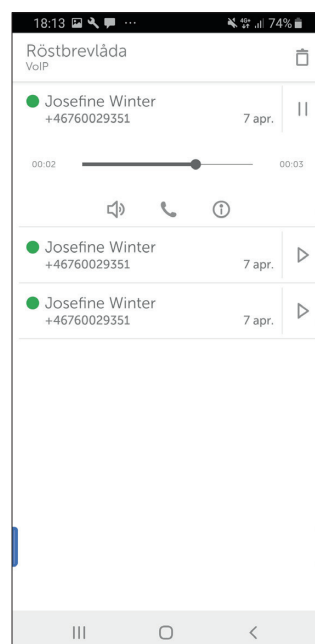 18:13 74%
Röstbrevlåda
VoIP
Josefine Winter
+46760029351 7 apr.
00:02 00:03
Josefine Winter
+46760029351 7 apr.
Josefine Winter
+46760029351 7 apr.